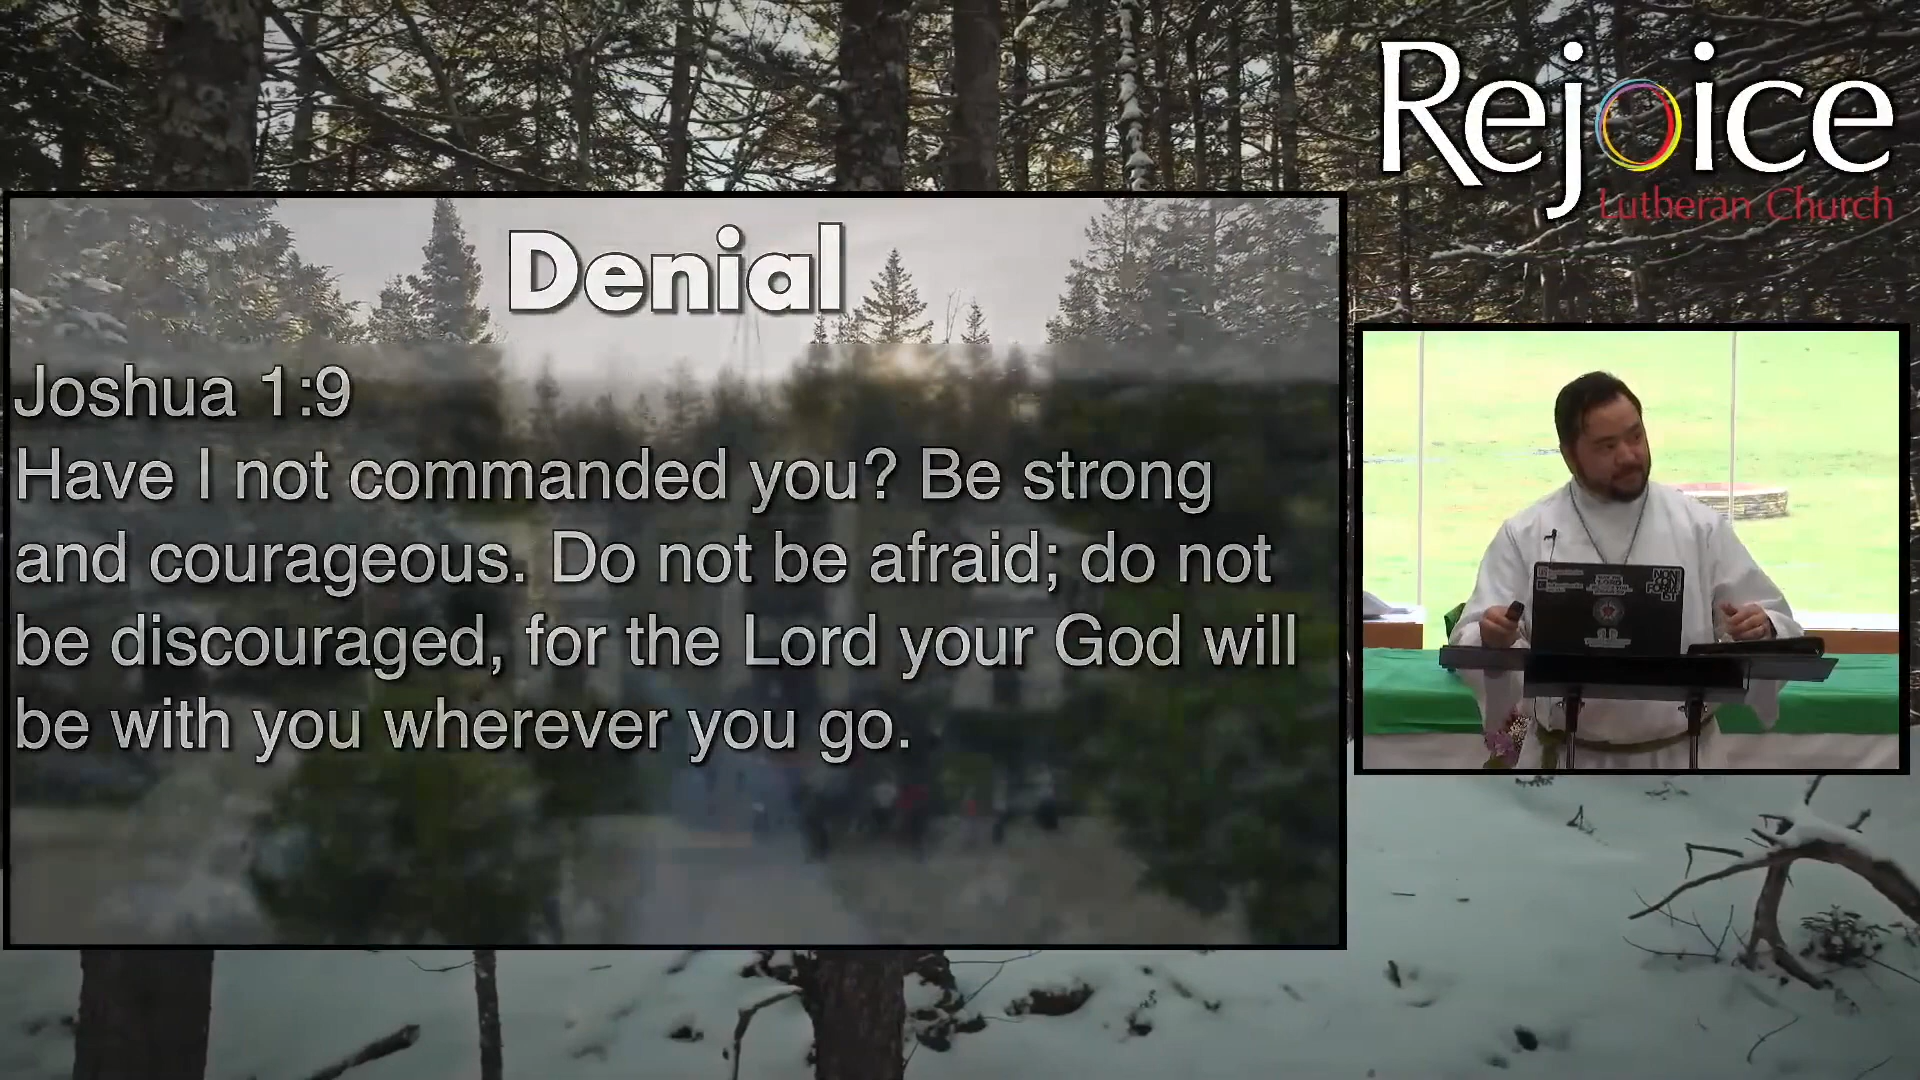 Rejoice
Lutheran Church
Denial
Joshua 1:9
Have I not commanded you? Be strong
and courageous. Do not be afraid; do not
be discouraged, for the Lord your God will
be with you wherever you go.
NON
CON
FORM
IST